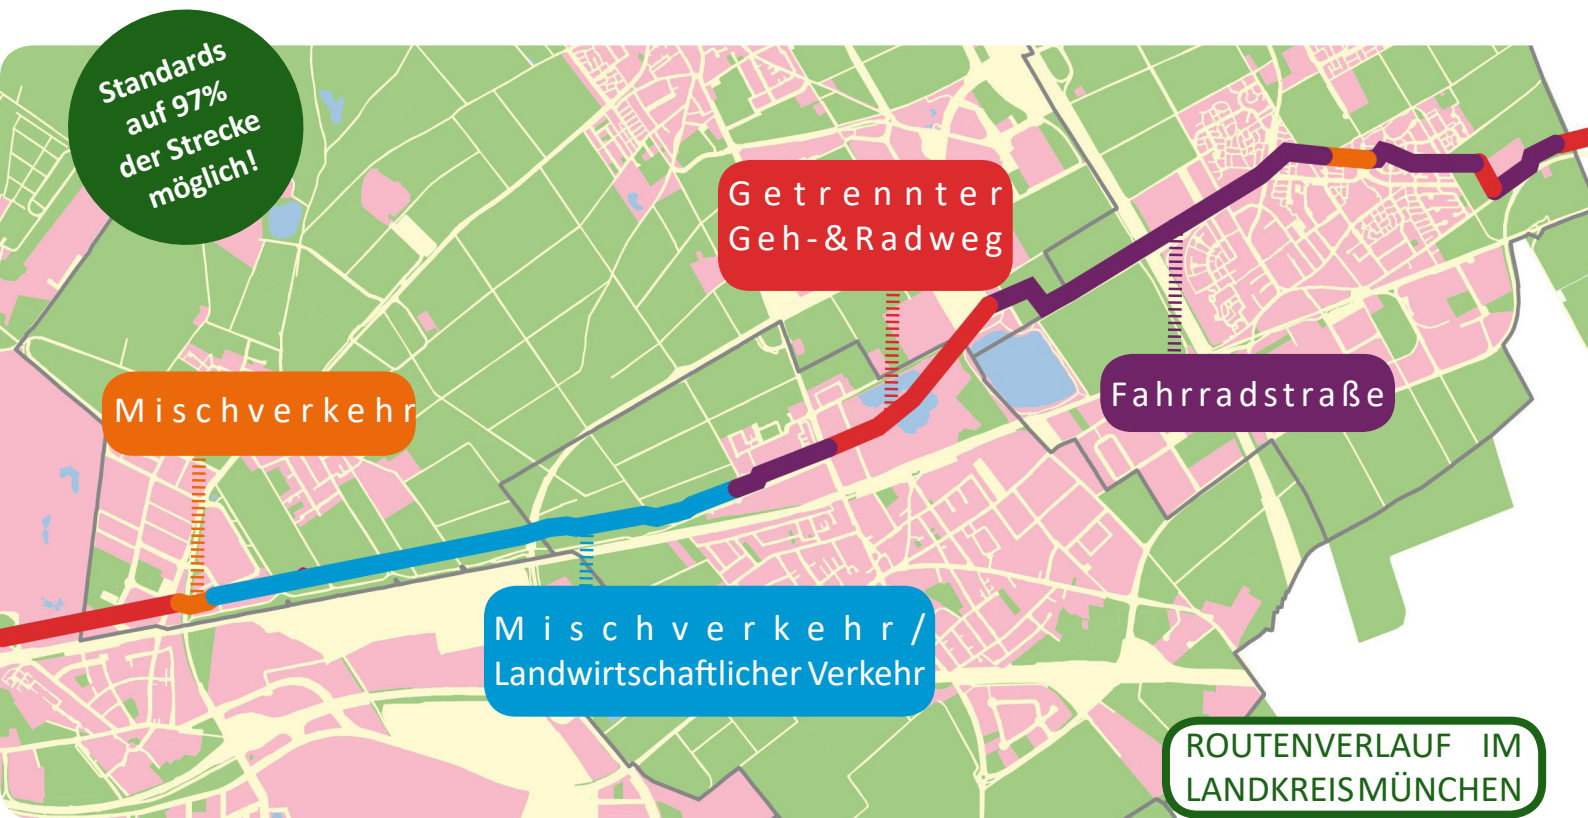 Standards
auf 97%
der Strecke
möglich!
Getrennter
Geh-&Radweg
Mischverkehr
Fahrradstraße
Mischverkehr/
Landwirtschaftlicher Verkehr
ROUTENVERLAUF IM
LANDKREIS MÜNCHEN